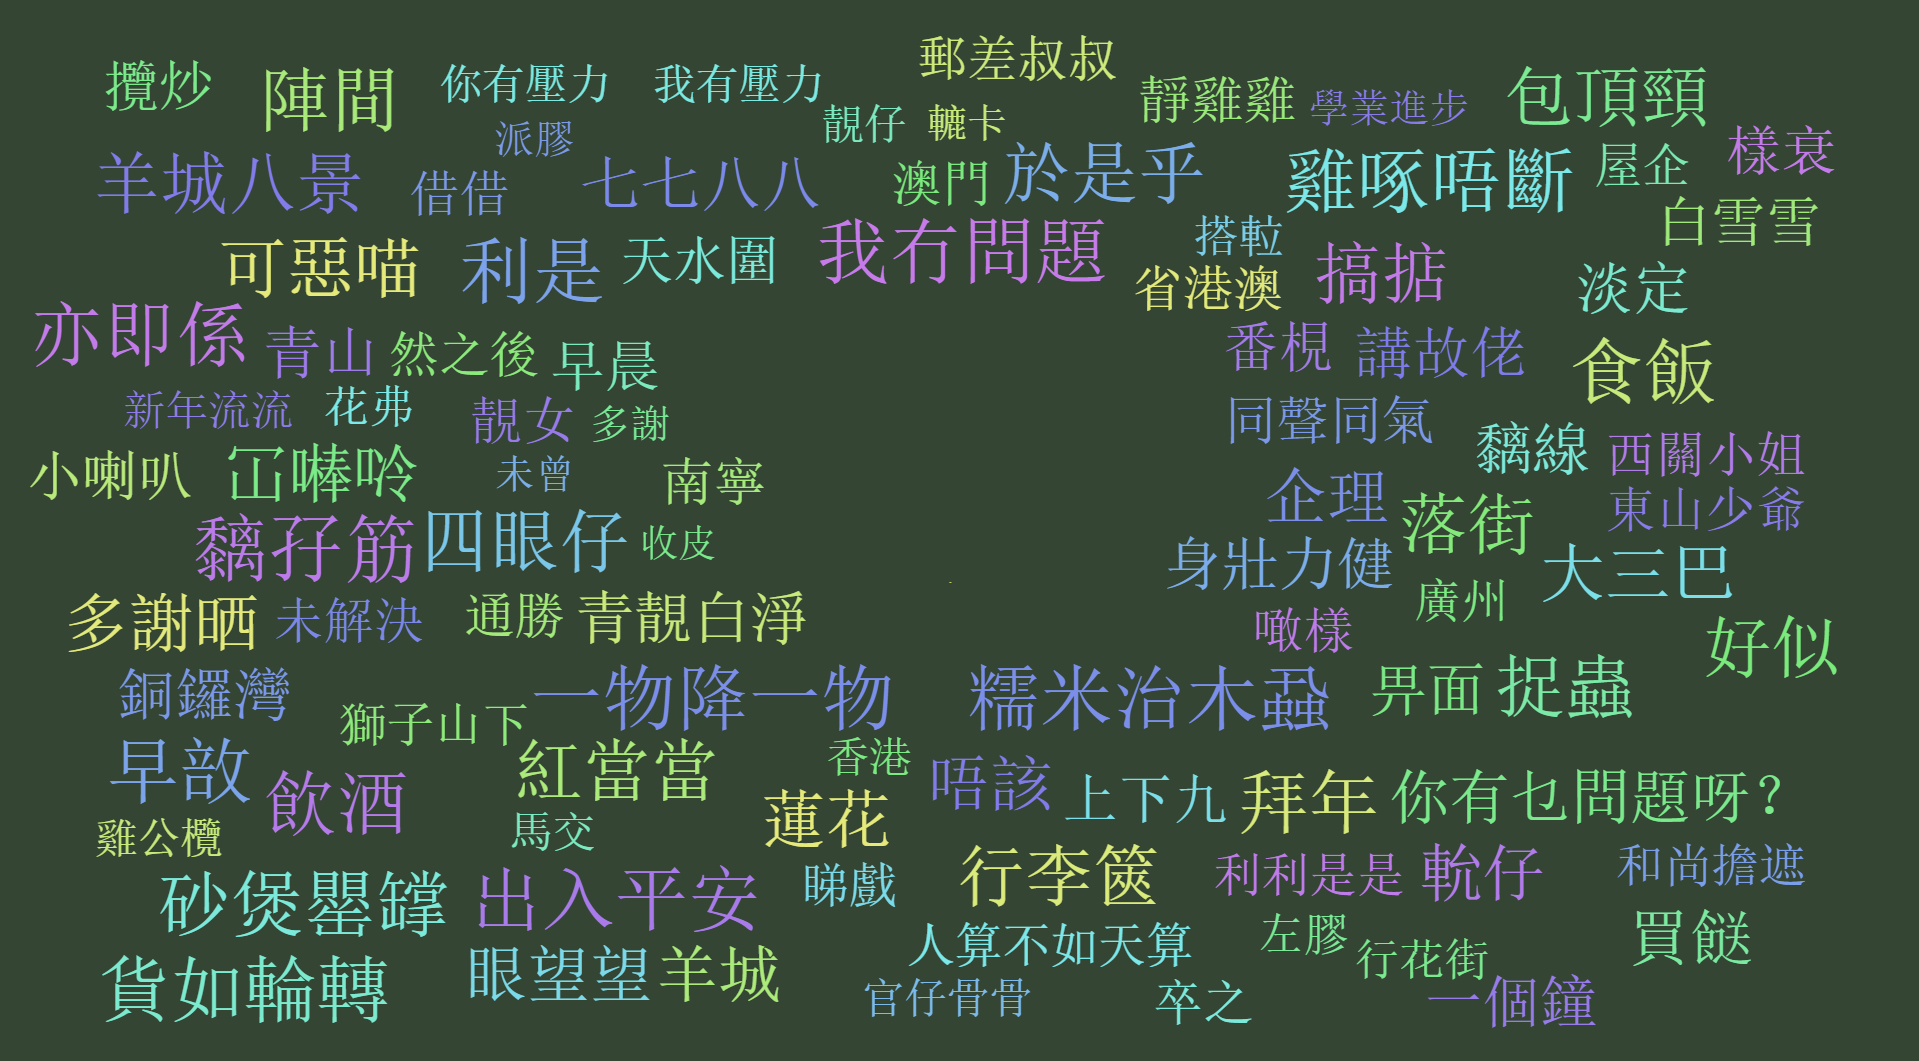 攬炒
陣間
你有壓力
我有壓力
郵差叔叔
靜雞雞
學業進步
包頂頸
派膠
靚仔
轆卡
樣衰
羊城八景
借借
七七八八
澳門
於是乎
雞啄唔斷
屋企
白雪雪
可惡喵
利是
天水圍
我冇問題
搭𨋢
省港澳
搞掂
淡定
亦即係
青山
然之後
早晨
番梘
講故佬
食飯
新年流流
花弗
靚女
多謝
同聲同氣
黐線
西關小姐
小喇叭
冚唪呤
未曾
南寧
企理
落街
東山少爺
黐孖筋
四眼仔
收皮
身壯力健
大三巴
多謝晒
未解決
通勝
青靚白淨
廣州
噉樣
好似
銅鑼灣
獅子山下
一物降一物
糯米治木蝨
畀面
捉蟲
早敨
飲酒
紅當當
香港
唔該
上下九
拜年
你有乜問題呀？
雞公欖
馬交
蓮花
砂煲罌罉
出入平安
睇戲
行李篋
利利是是
𨋍仔
和尚擔遮
人算不如天算
左膠
行花街
買餸
貨如輪轉
眼望望
羊城
官仔骨骨
卒之
一個鐘